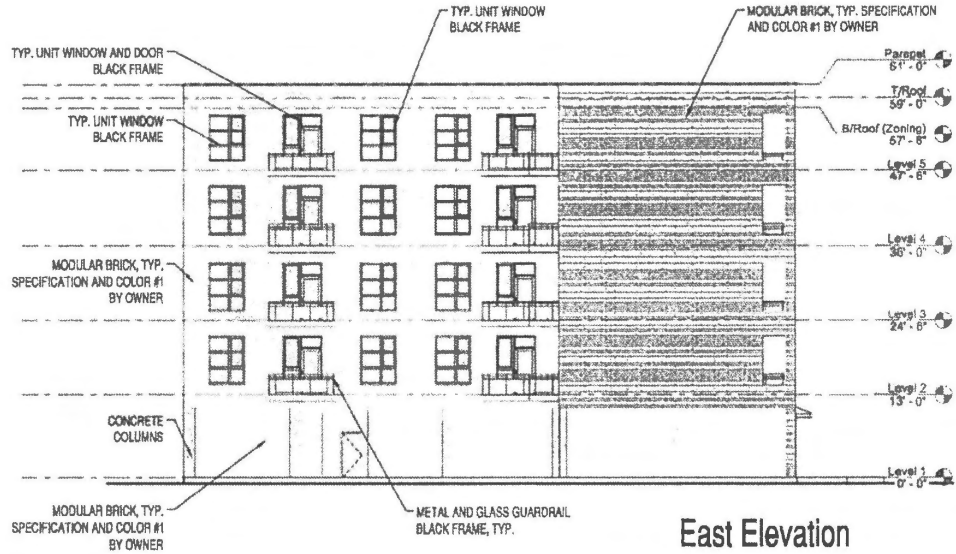 TYP. UNIT WINDOW
BLACK FRAME
MODULAR BRICK, TYP. SPECIFICATION
AND COLOR #1 BY OWNER
TYP. UNIT WINDOW AND DOOR
BLACK FRAME
TYP. UNIT WINDOW
BLACK FRAME
Parapet
61' - 0"
T/Roof
59' - 0"
B/Roof (Zoning)
57' - 6"
Level 5
47' - 6"
Level 4
36' - 0"
MODULAR BRICK, TYP.
SPECIFICATION AND COLOR #1
BY OWNER
Level 3
24' - 6"
Level 2
13' - 0"
CONCRETE
COLUMNS
Level 1
0' - 0"
MODULAR BRICK, TYP.
SPECIFICATION AND COLOR #1
BY OWNER
METAL AND GLASS GUARDRAIL
BLACK FRAME, TYP.
East Elevation